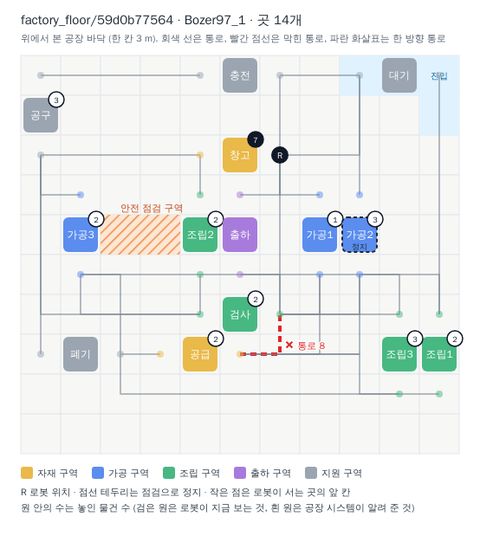 factory_floor/59d0b77564 · Bozer97_1 · 곳 14개
위에서 본 공장 바닥 (한 칸 3 m). 회색 선은 통로, 빨간 점선은 막힌 통로, 파란 화살표는 한 방향 통로
충전
대기
공구
3
창고
7
R
안전 점검 구역
가공3
2
조립2
2
출하
가공1
1
가공2
3
정지
검사
2
✖ 통로 8
폐기
공급
2
조립3
3
조립1
2
자재 구역
가공 구역
조립 구역
출하 구역
지원 구역
R 로봇 위치 · 점선 테두리는 점검으로 정지 · 작은 점은 로봇이 서는 곳의 앞 칸
원 안의 수는 놓인 물건 수 (검은 원은 로봇이 지금 보는 것, 흰 원은 공장 시스템이 알려 준 것)